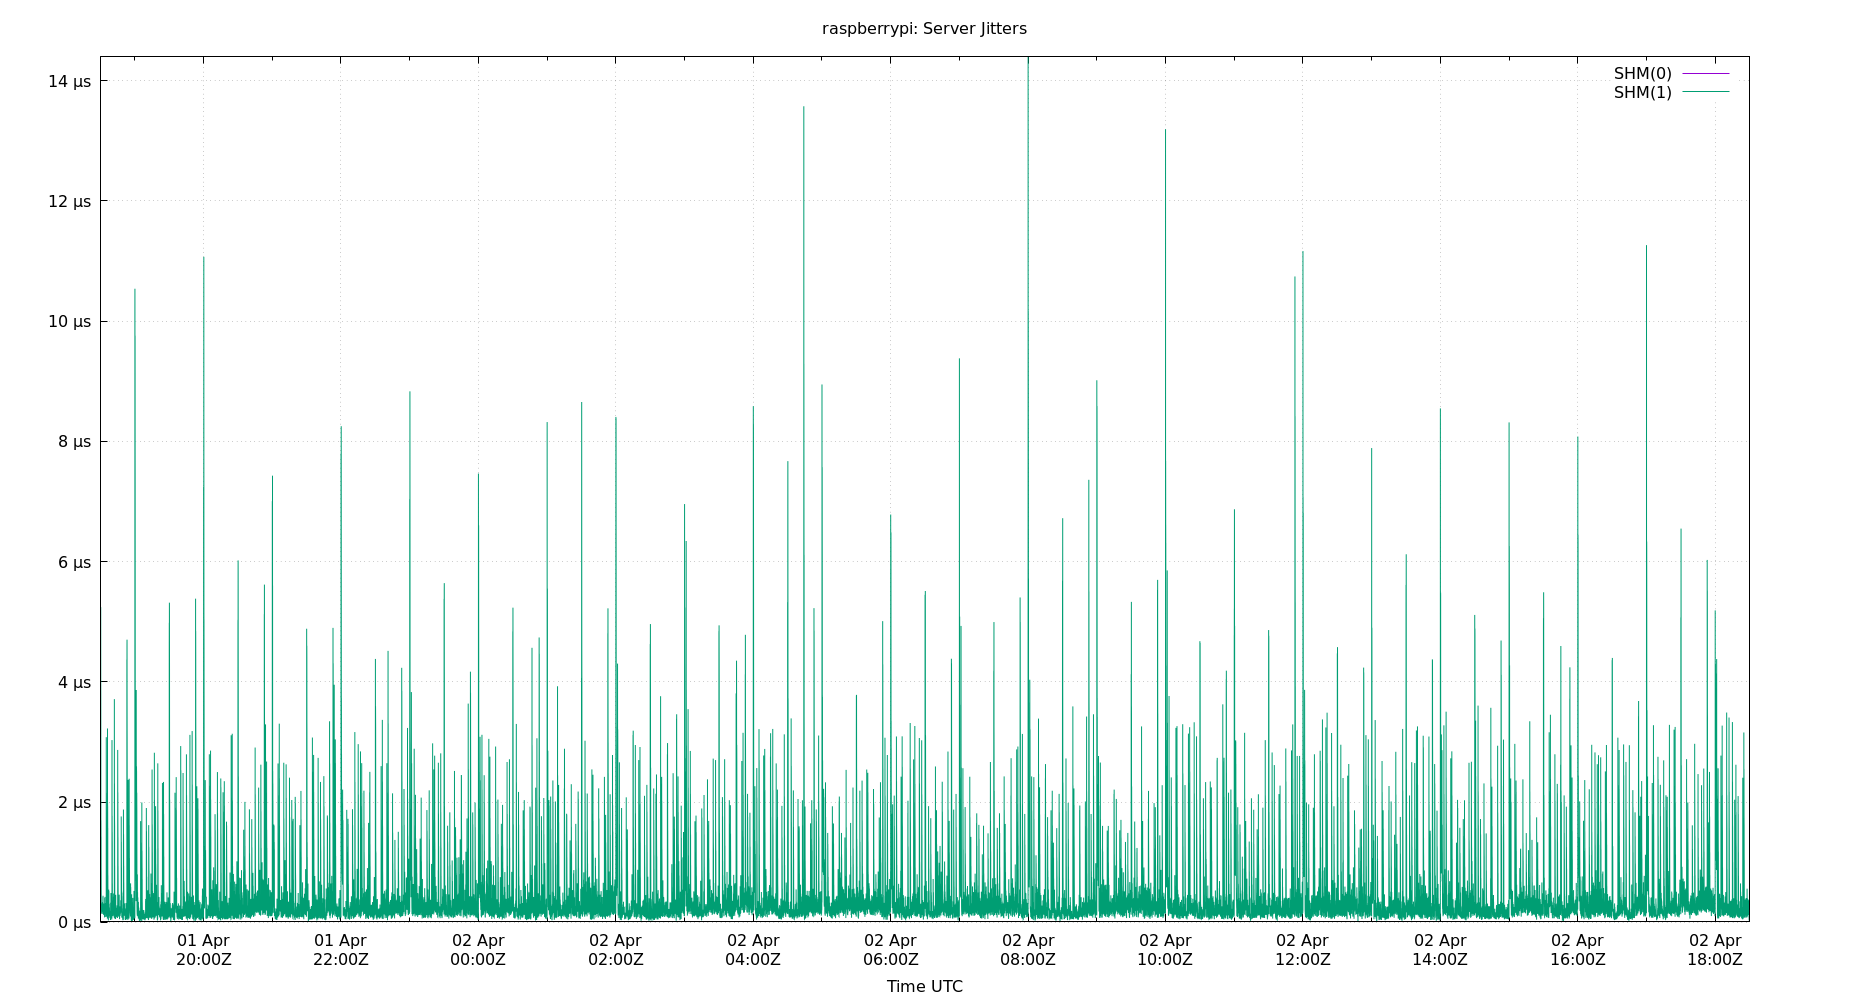 raspberrypi: Server Jitters
SHM(0)
SHM(1)
14 µs
12 µs
10 µs
8 µs
6 µs
4 µs
2 µs
0 µs
01 Apr
20:00Z
01 Apr
22:00Z
02 Apr
00:00Z
02 Apr
02:00Z
02 Apr
04:00Z
02 Apr
06:00Z
02 Apr
08:00Z
02 Apr
10:00Z
02 Apr
12:00Z
02 Apr
14:00Z
02 Apr
16:00Z
02 Apr
18:00Z
Time UTC